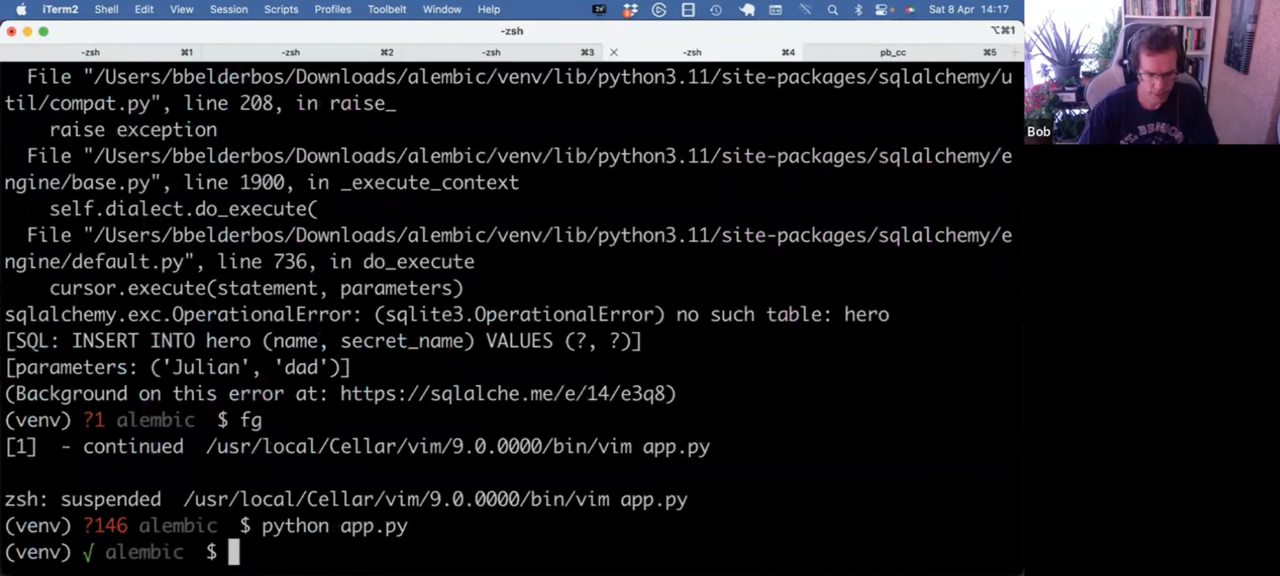 iTerm2 Shell Edit View Session Scripts Profiles Toolbelt Window Help Sat 8 Apr 14:17
-zsh ⌥⌘1
-zsh ⌘1 -zsh ⌘2 ⌘3 -zsh ⌘4 pb_cc ⌘5
File "/Users/bbelderbos/Downloads/alembic/venv/lib/python3.11/site-packages/sqlalchemy/u
til/compat.py", line 208, in raise_
raise exception
File "/Users/bbelderbos/Downloads/alembic/venv/lib/python3.11/site-packages/sqlalchemy/e
ngine/base.py", line 1900, in _execute_context
self.dialect.do_execute(
File "/Users/bbelderbos/Downloads/alembic/venv/lib/python3.11/site-packages/sqlalchemy/e
ngine/default.py", line 736, in do_execute
cursor.execute(statement, parameters)
sqlalchemy.exc.OperationalError: (sqlite3.OperationalError) no such table: hero
[SQL: INSERT INTO hero (name, secret_name) VALUES (?, ?)]
[parameters: ('Julian', 'dad')]
(Background on this error at: https://sqlalche.me/e/14/e3q8)
(venv) ?1 alembic $ fg
[1]  - continued  /usr/local/Cellar/vim/9.0.0000/bin/vim app.py
zsh: suspended  /usr/local/Cellar/vim/9.0.0000/bin/vim app.py
(venv) ?146 alembic $ python app.py
(venv) √ alembic $
Bob